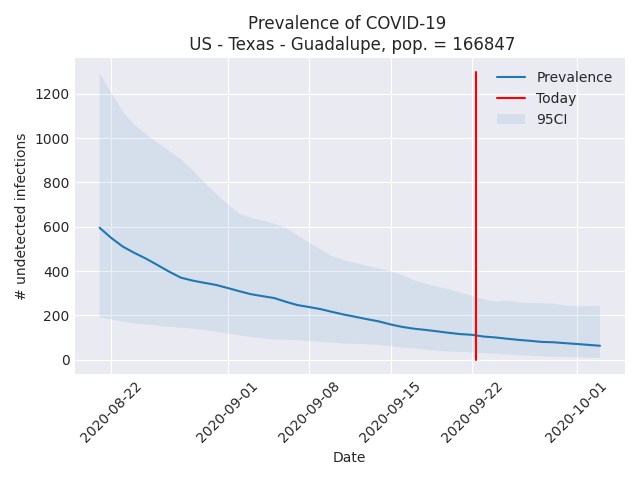 Prevalence of COVID-19
US - Texas - Guadalupe, pop. = 166847
Prevalence
Today
95CI
# undetected infections
1200
1000
800
600
400
200
0
2020-08-22
2020-09-01
2020-09-08
2020-09-15
2020-09-22
2020-10-01
Date